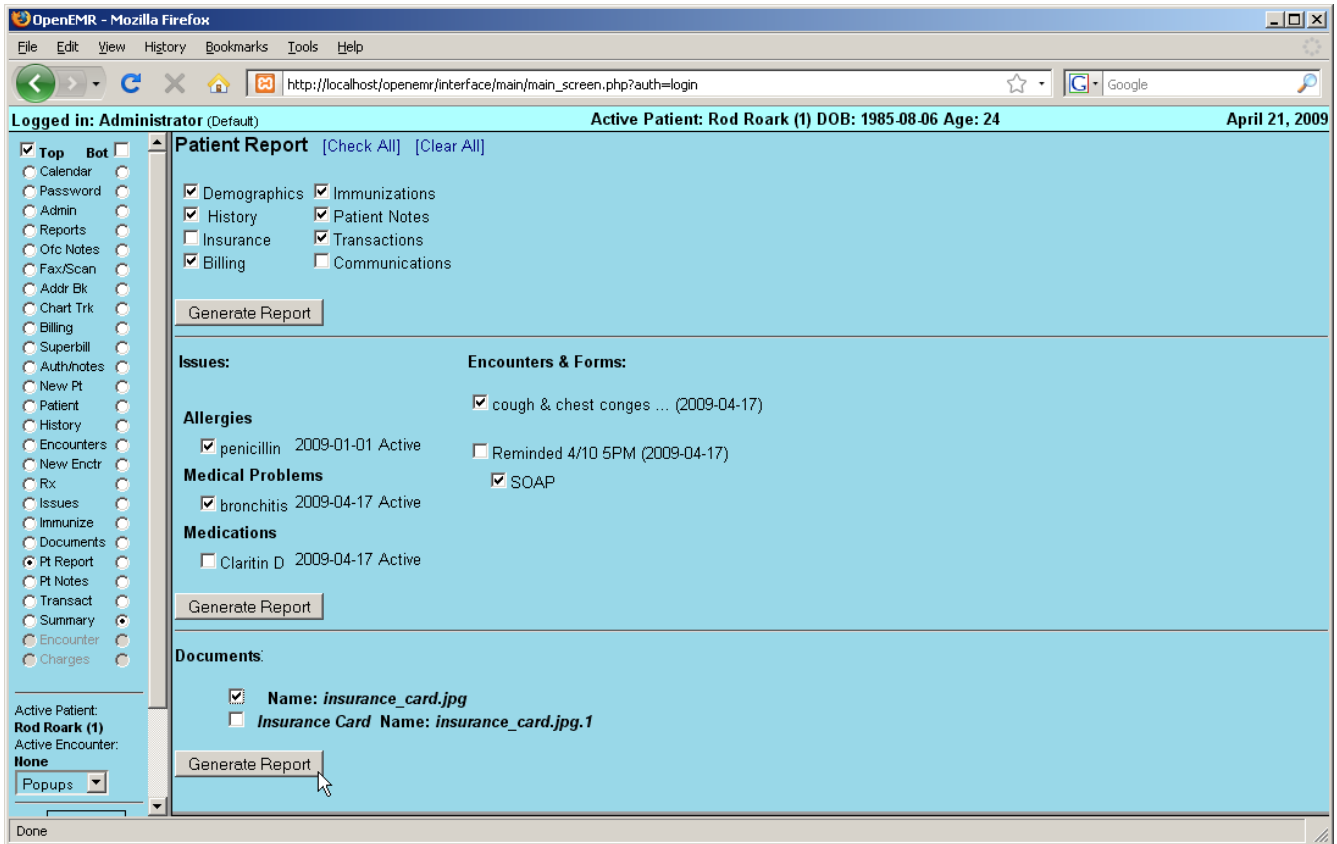 OpenEMR - Mozilla Firefox
File Edit View History Bookmarks Tools Help
http://localhost/openemr/interface/main/main_screen.php?auth=login
G Google
Logged in: Administrator (Default) Active Patient: Rod Roark (1) DOB: 1985-08-06 Age: 24 April 21, 2009
Top Bot
Calendar
Password
Admin
Reports
Ofc Notes
Fax/Scan
Addr Bk
Chart Trk
Billing
Superbill
Auth/notes
New Pt
Patient
History
Encounters
New Enctr
Rx
Issues
Immunize
Documents
Pt Report
Pt Notes
Transact
Summary
Encounter
Charges
Active Patient:
Rod Roark (1)
Active Encounter:
None
Popups
Patient Report [Check All] [Clear All]
Demographics Immunizations
History Patient Notes
Insurance Transactions
Billing Communications
Generate Report
Issues: Encounters & Forms:
cough & chest conges ... (2009-04-17)
Allergies
penicillin 2009-01-01 Active
Reminded 4/10 5PM (2009-04-17)
Medical Problems
SOAP
bronchitis 2009-04-17 Active
Medications
Claritin D 2009-04-17 Active
Generate Report
Documents:
Name: insurance_card.jpg
Insurance Card Name: insurance_card.jpg.1
Generate Report
Done